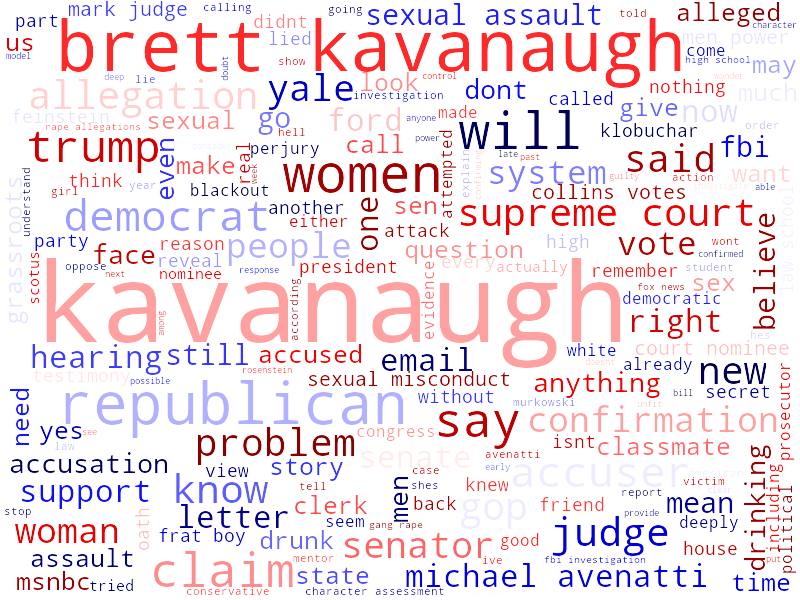 mark judge
calling
going
sexual assault
told
alleged
character
part
didnt
lied
men power
us
brett kavanaugh
come
model
show
doubt
high school
may
deep
lie
yale
look
control
nothing
wonder
much
allegation
investigation
dont
called
give
now
feinstein
sexual
go
ford
anyone
made
will
klobuchar
order
rape allegations
hell
perjury
call
power
said
fbi
trump
even
make
real
week
women
attempted
explain
late
past
system
guilty
want
think
girl
year
blackout
another
one
sen
collins votes
action
able
understand
democrat
either
attack
supreme court
believe
law school
grassroots
party
face
reason
people
question
high
vote
wont
confirmed
scotus
oppose
reveal
nominee
response
president
every
actually
remember
student
next
kavanaugh
according
evidence
fox news
sex
democratic
among
right
hes
hearing
still
accused
email
white
court nominee
already
new
testimony
possible
rosenstein
sexual misconduct
without
anything
bill
secret
need
republican
murkowski
unfit
say
confirmation
prosecutor
yes
see
law
problem
congress
isnt
classmate
accusation
view
story
senate
avenatti
early
accuser
american
drinking
support
know
tell
men
case
shes
knew
victim
including
political
stop
letter
clerk
seem
back
friend
report
provide
mean
deeply
woman
oath
frat boy
drunk
gang rape
senator
good
judge
house
assault
claim
mentor
ive
fbi investigation
put
msnbc
tried
conservative
state
character assessment
michael avenatti
time